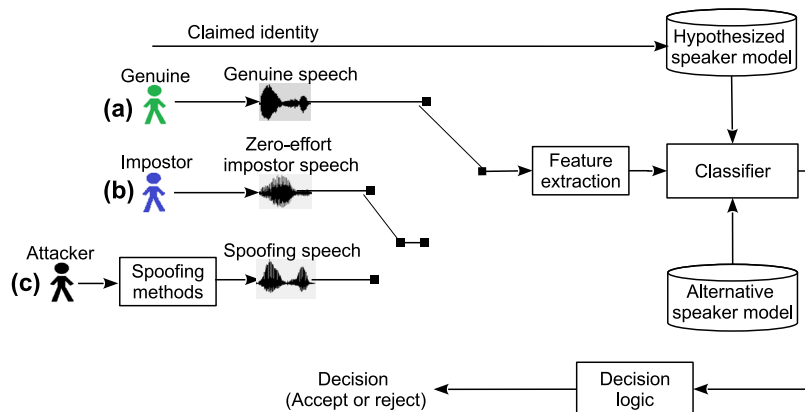 Claimed identity
Hypothesized
speaker model
Genuine
Genuine speech
(a)
Zero-effort
impostor speech
Impostor
(b)
Feature
extraction
Classifier
Attacker
Spoofing speech
(c)
Spoofing
methods
Alternative
speaker model
Decision
(Accept or reject)
Decision
logic